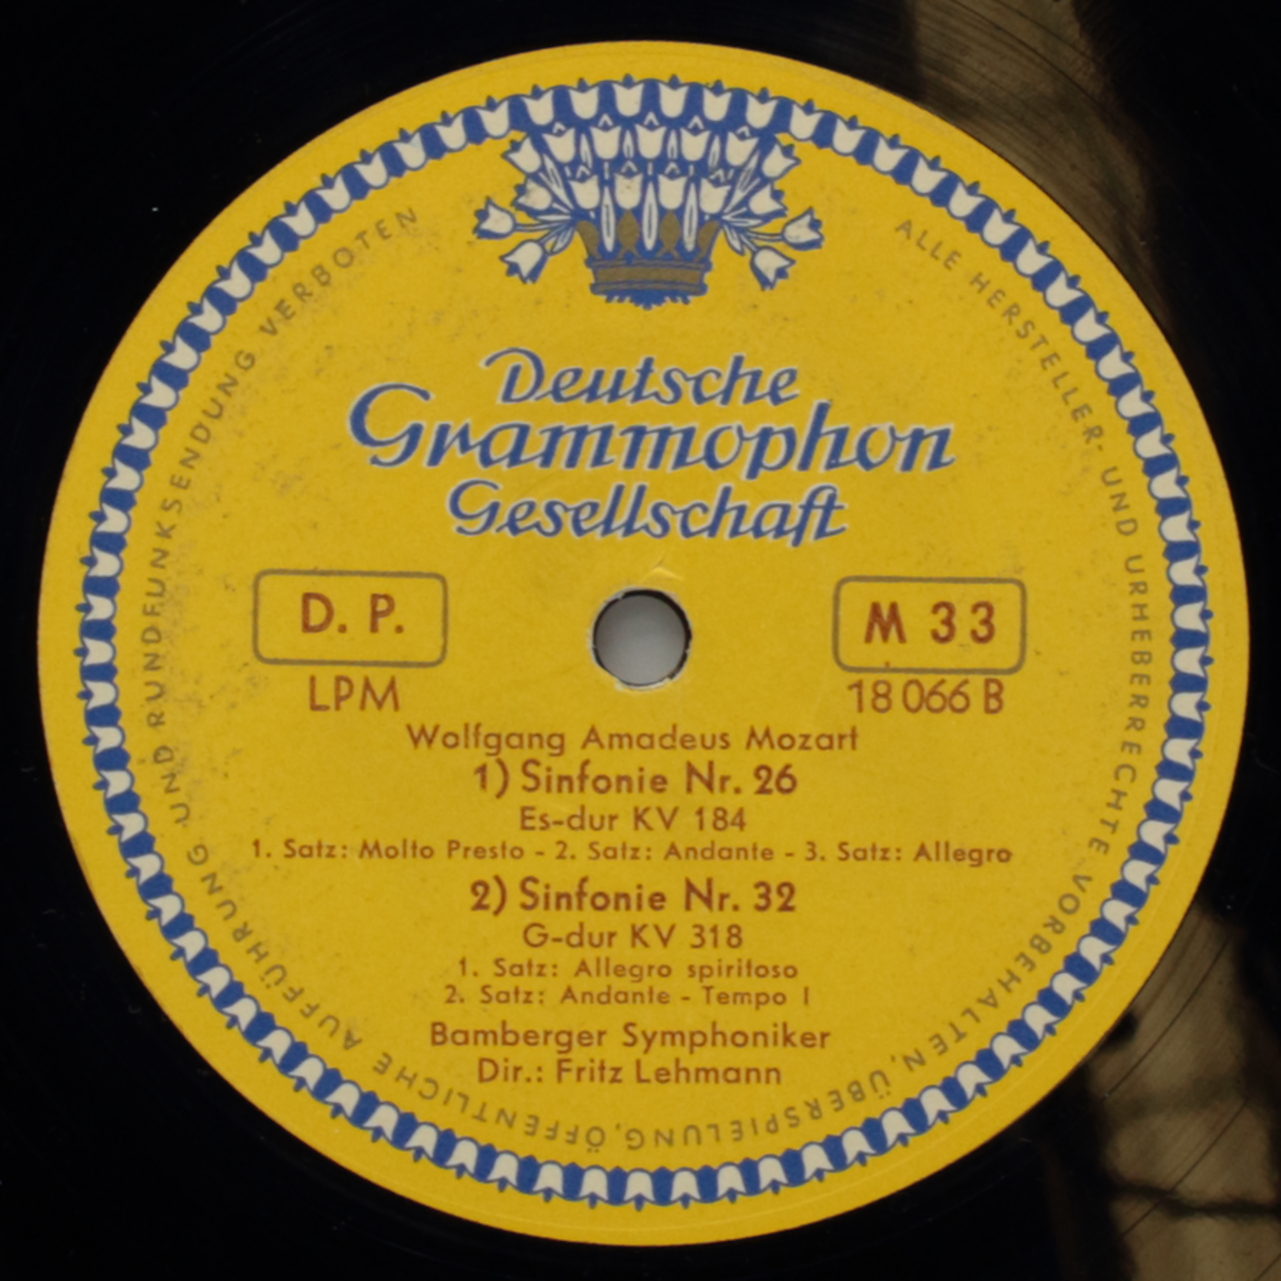 Deutsche
Grammophon
Gesellschaft
D. P.
M 33
LPM
18 066 B
Wolfgang Amadeus Mozart
1) Sinfonie Nr. 26
Es-dur KV 184
1. Satz: Molto Presto - 2. Satz: Andante - 3. Satz: Allegro
2) Sinfonie Nr. 32
G-dur KV 318
1. Satz: Allegro spiritoso
2. Satz: Andante - Tempo I
Bamberger Symphoniker
Dir.: Fritz Lehmann
ALLE HERSTELLER- UND URHEBERRECHTE VORBEHALTEN, ÜBERSPIELUNG, ÖFFENTLICHE AUFFÜHRUNG UND RUNDFUNKSENDUNG VERBOTEN